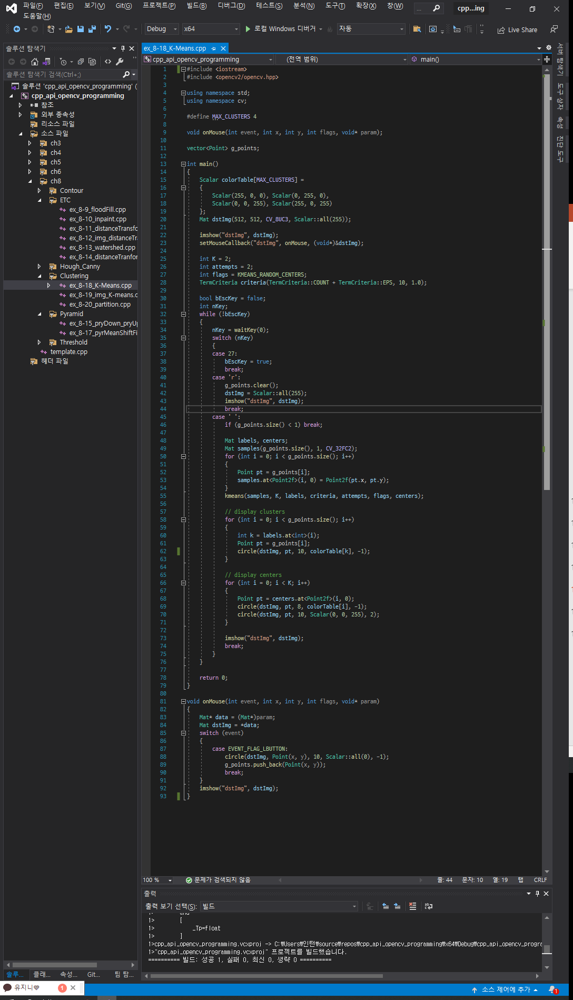 파일(F) 편집(E) 보기(V) Git(G) 프로젝트(P) 빌드(B) 디버그(D) 테스트(S) 분석(N) 도구(T) 확장(X) 창(W)
도움말(H)
... cpp...ing
Debug x64 로컬 Windows 디버거 자동 Live Share
솔루션 탐색기
솔루션 탐색기 검색(Ctrl+;)
솔루션 'cpp_api_opencv_programming' (
cpp_api_opencv_programming
참조
외부 종속성
리소스 파일
소스 파일
ch3
ch4
ch5
ch6
ch8
Contour
ETC
ex_8-9_floodFill.cpp
ex_8-10_inpaint.cpp
ex_8-11_distanceTransfo
ex_8-12_img_distanceTr
ex_8-13_watershed.cpp
ex_8-14_distanceTranfor
Hough_Canny
Clustering
ex_8-18_K-Means.cpp
ex_8-19_img_K-means.c
ex_8-20_partition.cpp
Pyramid
ex_8-15_pryDown_pryUp
ex_8-17_pyrMeanShiftFi
Threshold
template.cpp
헤더 파일
솔루... 클래... 속성... Git... 팀 탐...
ex_8-18_K-Means.cpp
cpp_api_opencv_programming (전역 범위) main()
1 #include <iostream>
2 #include <opencv2/opencv.hpp>
3
4 using namespace std;
5 using namespace cv;
6
7 #define MAX_CLUSTERS 4
8
9 void onMouse(int event, int x, int y, int flags, void* param);
10
11 vector<Point> g_points;
12
13 int main()
14 {
15 Scalar colorTable[MAX_CLUSTERS] =
16 {
17 Scalar(255, 0, 0), Scalar(0, 255, 0),
18 Scalar(0, 0, 255), Scalar(255, 0, 255)
19 };
20 Mat dstImg(512, 512, CV_8UC3, Scalar::all(255));
21
22 imshow("dstImg", dstImg);
23 setMouseCallback("dstImg", onMouse, (void*)&dstImg);
24
25 int K = 2;
26 int attempts = 2;
27 int flags = KMEANS_RANDOM_CENTERS;
28 TermCriteria criteria(TermCriteria::COUNT + TermCriteria::EPS, 10, 1.0);
29
30 bool bEscKey = false;
31 int nKey;
32 while (!bEscKey)
33 {
34 nKey = waitKey(0);
35 switch (nKey)
36 {
37 case 27:
38 bEscKey = true;
39 break;
40 case 'r':
41 g_points.clear();
42 dstImg = Scalar::all(255);
43 imshow("dstImg", dstImg);
44 break;
45 case ' ':
46 if (g_points.size() < 1) break;
47
48 Mat labels, centers;
49 Mat samples(g_points.size(), 1, CV_32FC2);
50 for (int i = 0; i < g_points.size(); i++)
51 {
52 Point pt = g_points[i];
53 samples.at<Point2f>(i, 0) = Point2f(pt.x, pt.y);
54 }
55 kmeans(samples, K, labels, criteria, attempts, flags, centers);
56
57 // display clusters
58 for (int i = 0; i < g_points.size(); i++)
59 {
60 int k = labels.at<int>(i);
61 Point pt = g_points[i];
62 circle(dstImg, pt, 10, colorTable[k], -1);
63 }
64
65 // display centers
66 for (int i = 0; i < K; i++)
67 {
68 Point pt = centers.at<Point2f>(i, 0);
69 circle(dstImg, pt, 8, colorTable[i], -1);
70 circle(dstImg, pt, 10, Scalar(0, 0, 255), 2);
71 }
72
73 imshow("dstImg", dstImg);
74 break;
75 }
76 }
77
78 return 0;
79 }
80
81 void onMouse(int event, int x, int y, int flags, void* param)
82 {
83 Mat* data = (Mat*)param;
84 Mat dstImg = *data;
85 switch (event)
86 {
87 case EVENT_FLAG_LBUTTON:
88 circle(dstImg, Point(x, y), 10, Scalar::all(0), -1);
89 g_points.push_back(Point(x, y));
90 break;
91 }
92 imshow("dstImg", dstImg);
93 }
100 % 문제가 검색되지 않음 줄: 44 문자: 10 열: 19 탭 CRLF
출력
출력 보기 선택(S): 빌드
1> and
1> [
1> _Tp=float
1> ]
1>cpp_api_opencv_programming.vcxproj -> C:₩Users₩인턴₩source₩repos₩cpp_api_opencv_programming₩x64₩Debug₩cpp_api_opencv_progra
1>"cpp_api_opencv_programming.vcxproj" 프로젝트를 빌드했습니다.
========== 빌드: 성공 1, 실패 0, 최신 0, 생략 0 ==========
서버 탐색기
도구 상자
속성
진단 도구
유지니 1
소스 제어에 추가 1